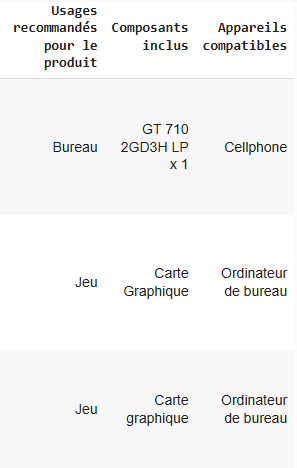 Usages
recommandés
pour le
produit
Composants
inclus
Appareils
compatibles
Bureau
GT 710
2GD3H LP
x 1
Cellphone
Jeu
Carte
Graphique
Ordinateur
de bureau
Jeu
Carte
graphique
Ordinateur
de bureau